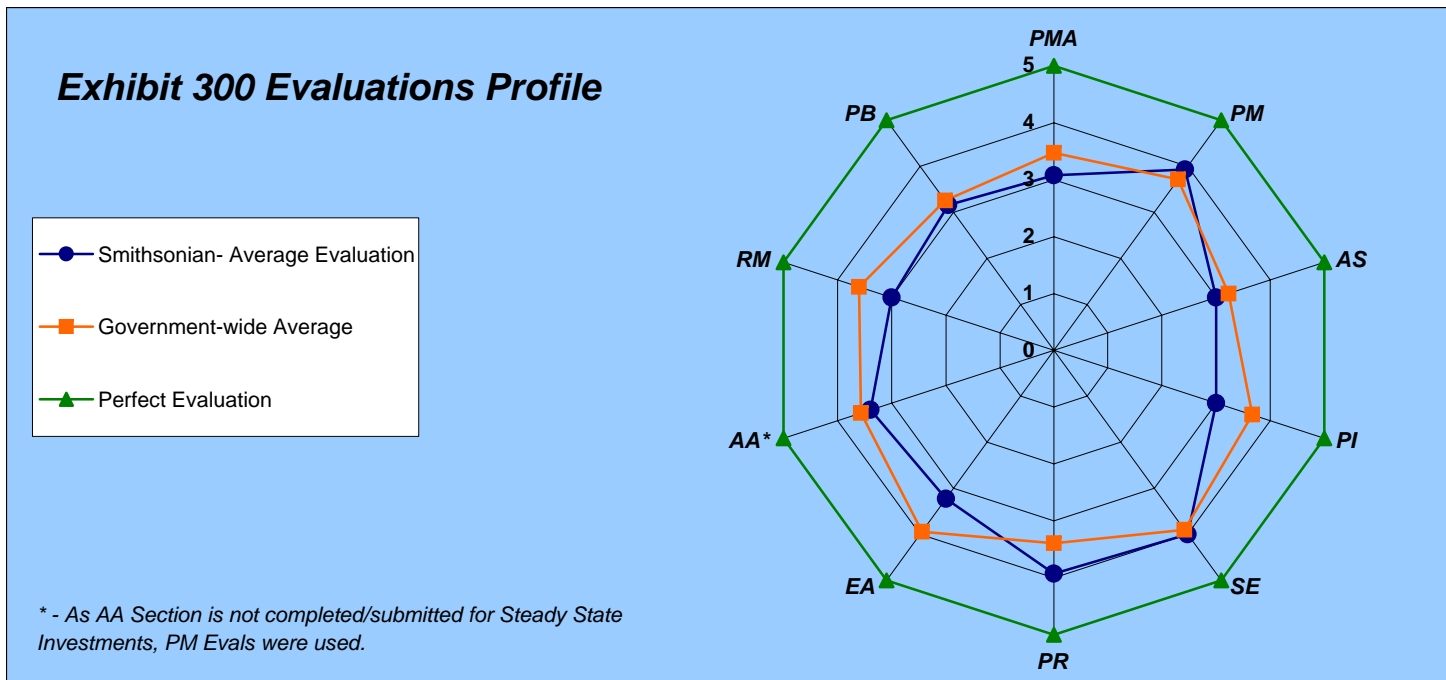 Exhibit 300 Evaluations Profile
Smithsonian- Average Evaluation
Government-wide Average
Perfect Evaluation
* - As AA Section is not completed/submitted for Steady State
Investments, PM Evals were used.
PMA
PM
AS
PI
SE
PR
EA
AA*
RM
PB
5
4
3
2
1
0